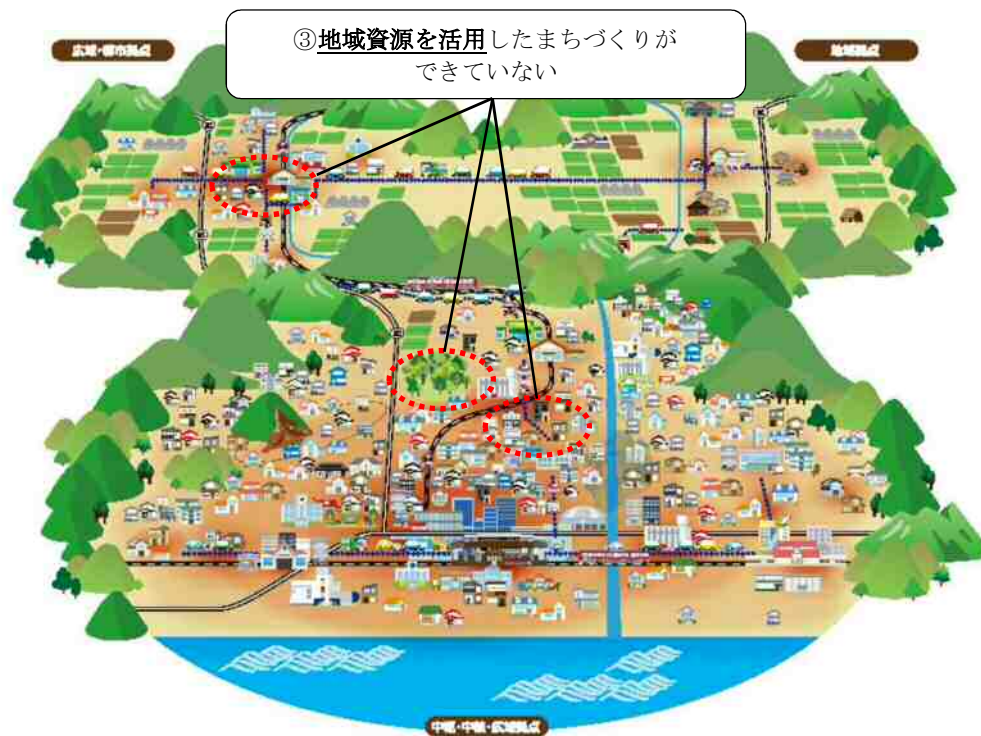 ③地域資源を活用したまちづくりが
できていない
広域・都市拠点
地域拠点
中枢・中核・広域拠点